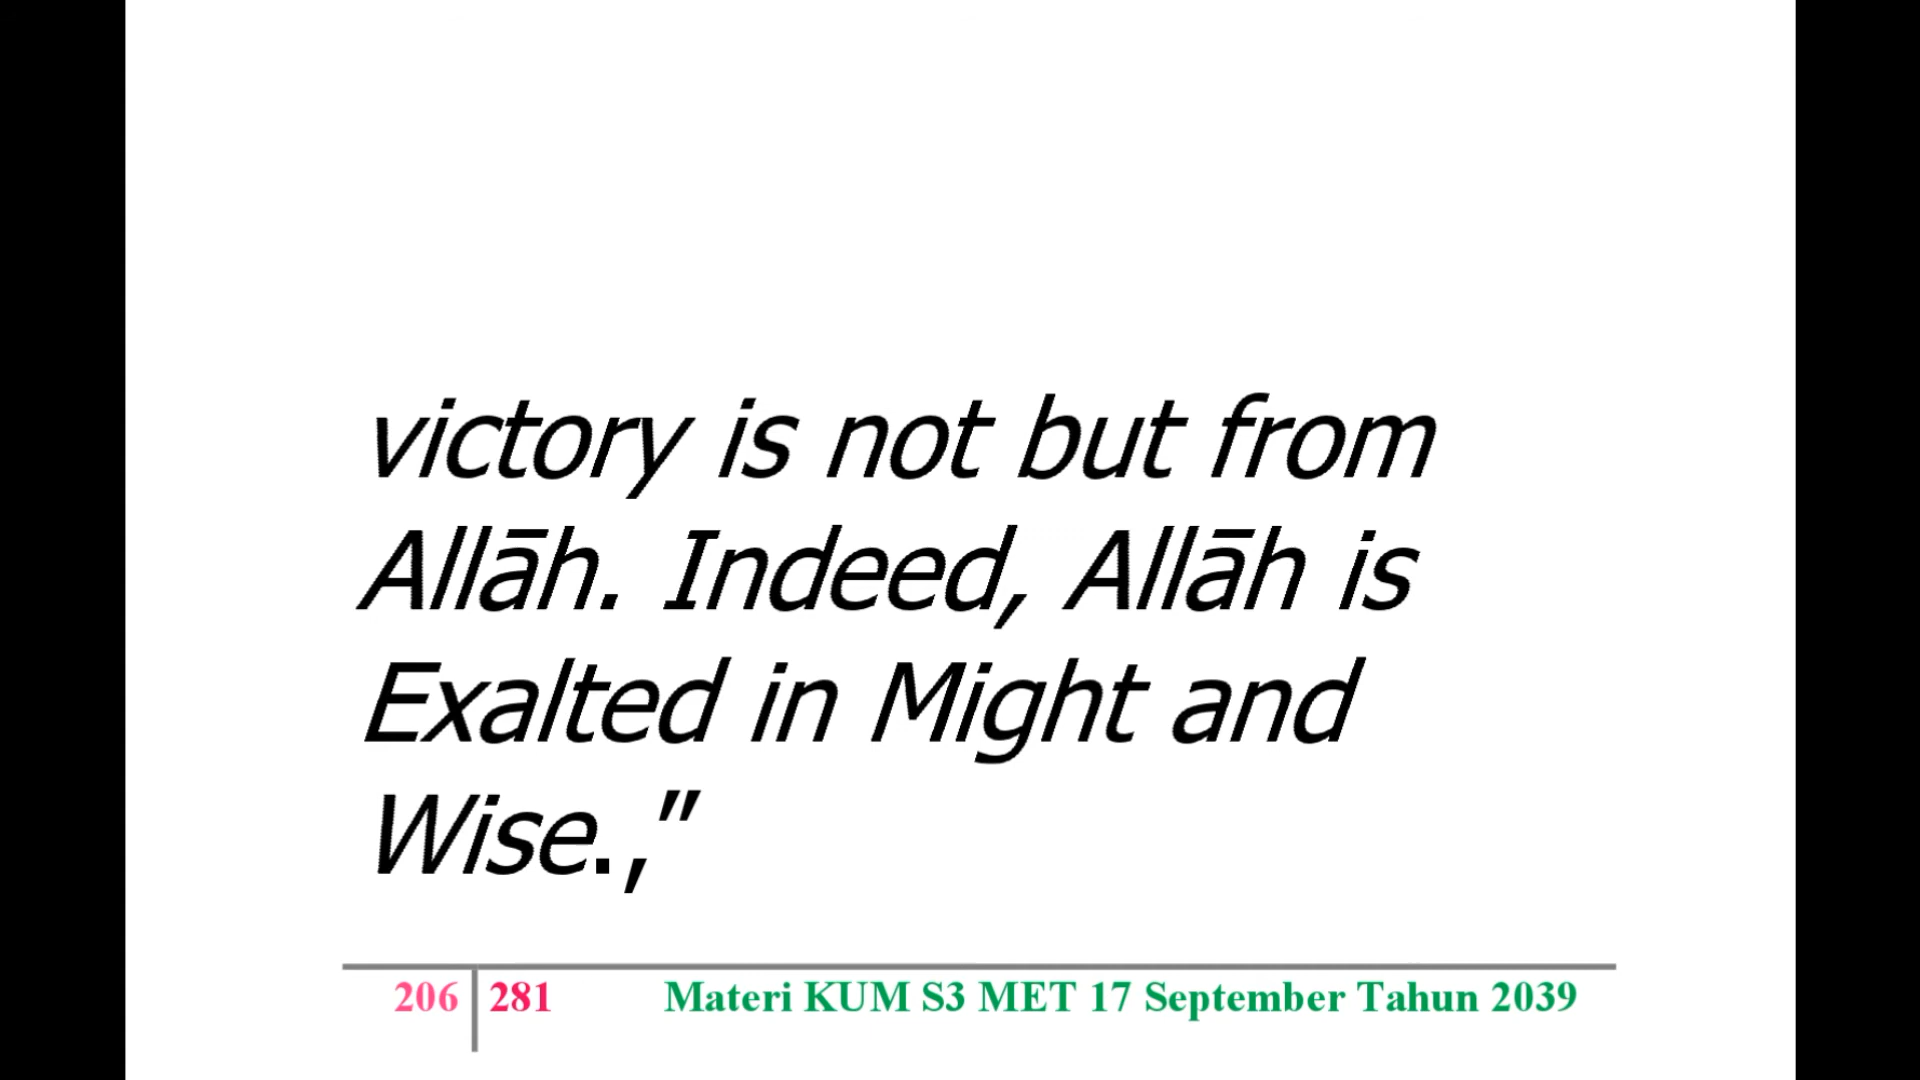 victory is not but from
Allāh. Indeed, Allāh is
Exalted in Might and
Wise.,”
206 281 Materi KUM S3 MET 17 September Tahun 2039